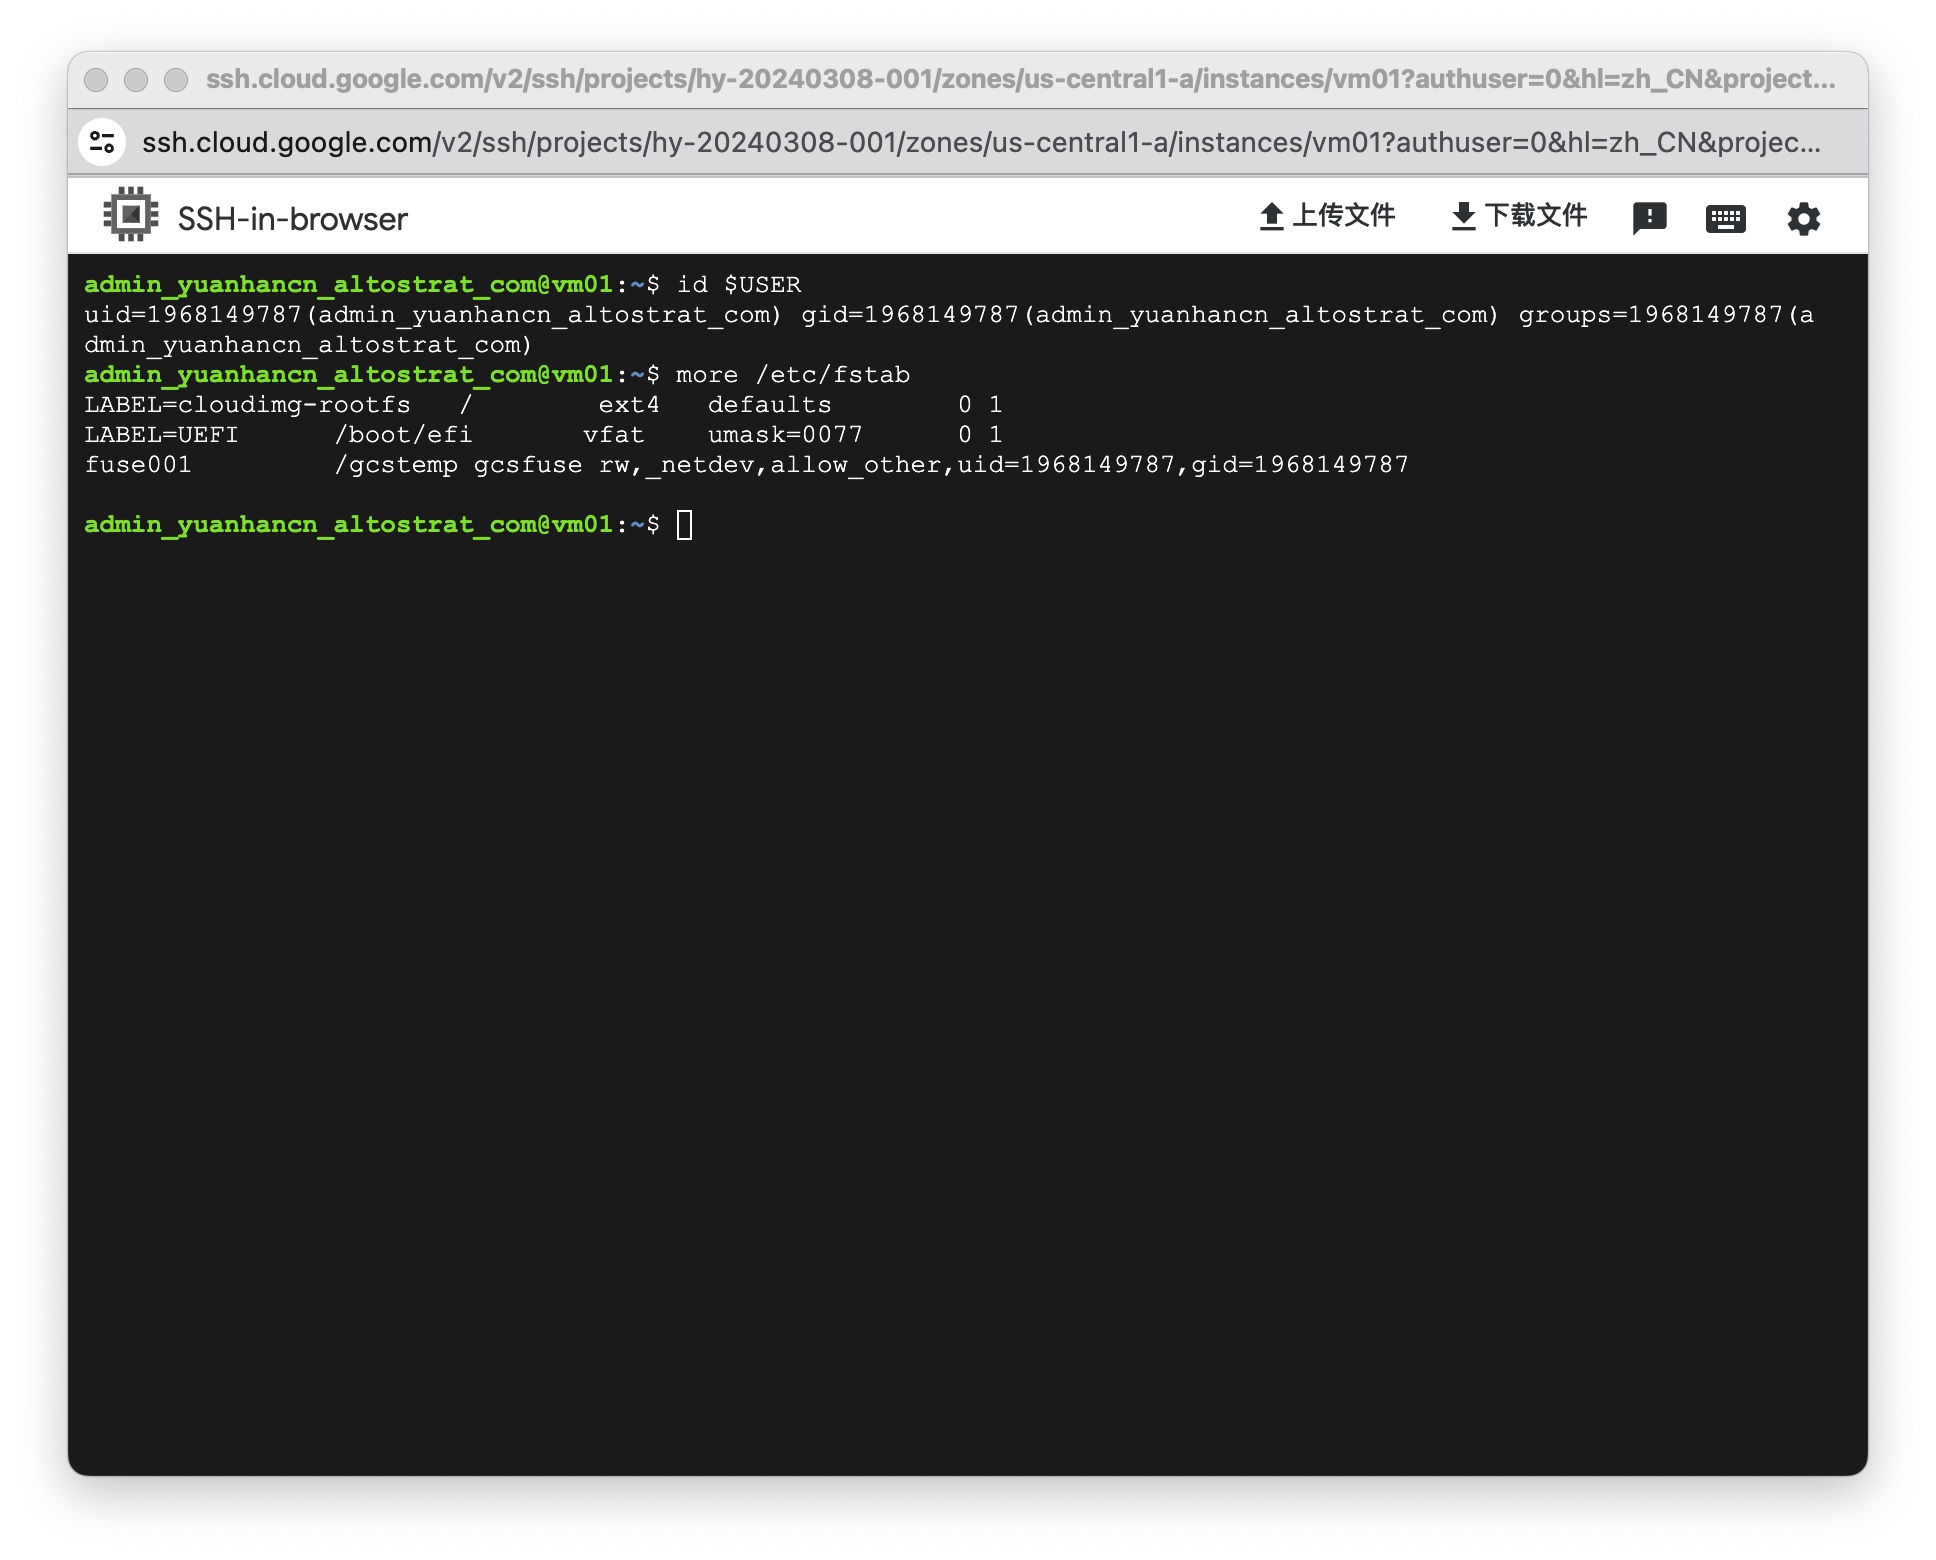 ssh.cloud.google.com/v2/ssh/projects/hy-20240308-001/zones/us-central1-a/instances/vm01?authuser=0&hl=zh_CN&project...
ssh.cloud.google.com/v2/ssh/projects/hy-20240308-001/zones/us-central1-a/instances/vm01?authuser=0&hl=zh_CN&projec...
SSH-in-browser 上传文件 下载文件
admin_yuanhancn_altostrat_com@vm01:~$ id $USER
uid=1968149787(admin_yuanhancn_altostrat_com) gid=1968149787(admin_yuanhancn_altostrat_com) groups=1968149787(a
dmin_yuanhancn_altostrat_com)
admin_yuanhancn_altostrat_com@vm01:~$ more /etc/fstab
LABEL=cloudimg-rootfs   /        ext4   defaults        0 1
LABEL=UEFI      /boot/efi       vfat    umask=0077      0 1
fuse001         /gcstemp gcsfuse rw,_netdev,allow_other,uid=1968149787,gid=1968149787
admin_yuanhancn_altostrat_com@vm01:~$